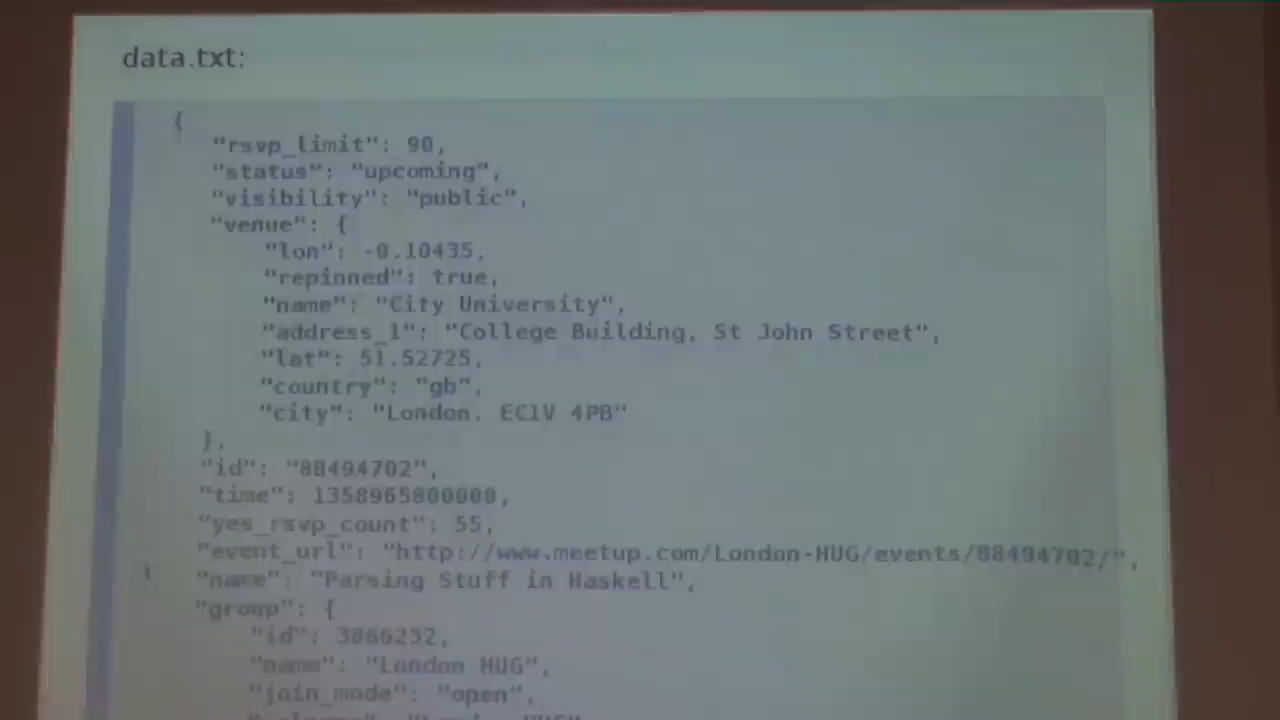 data.txt:
{
"rsvp_limit": 90,
"status": "upcoming",
"visibility": "public",
"venue": {
"lon": -0.10435,
"repinned": true,
"name": "City University",
"address_1": "College Building, St John Street",
"lat": 51.52725,
"country": "gb",
"city": "London, EC1V 4PB"
},
"id": "88494702",
"time": 1358965800000,
"yes_rsvp_count": 55,
"event_url": "http://www.meetup.com/London-HUG/events/88494702/",
"name": "Parsing Stuff in Haskell",
"group": {
"id": 3866232,
"name": "London HUG",
"join_mode": "open",